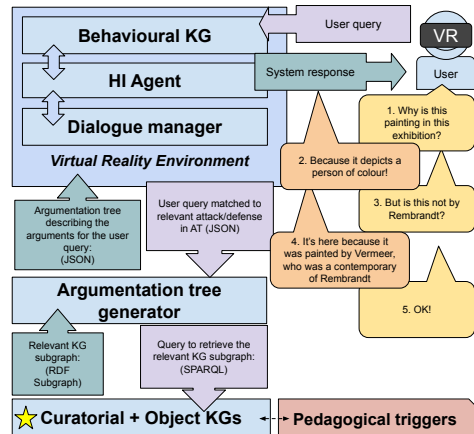 Behavioural KG
User query
VR
HI Agent
System response
User
Dialogue manager
Virtual Reality Environment
1. Why is this
painting in this
exhibition?
2. Because it depicts a
person of colour!
3. But is this not by
Rembrandt?
4. It's here because it
was painted by Vermeer,
who was a contemporary
of Rembrandt
5. OK!
Argumentation tree
describing the
arguments for the user
query:
(JSON)
User query matched to
relevant attack/defense
in AT (JSON)
Argumentation tree
generator
Relevant KG
subgraph:
(RDF
Subgraph)
Query to retrieve the
relevant KG subgraph:
(SPARQL)
Curatorial + Object KGs
Pedagogical triggers